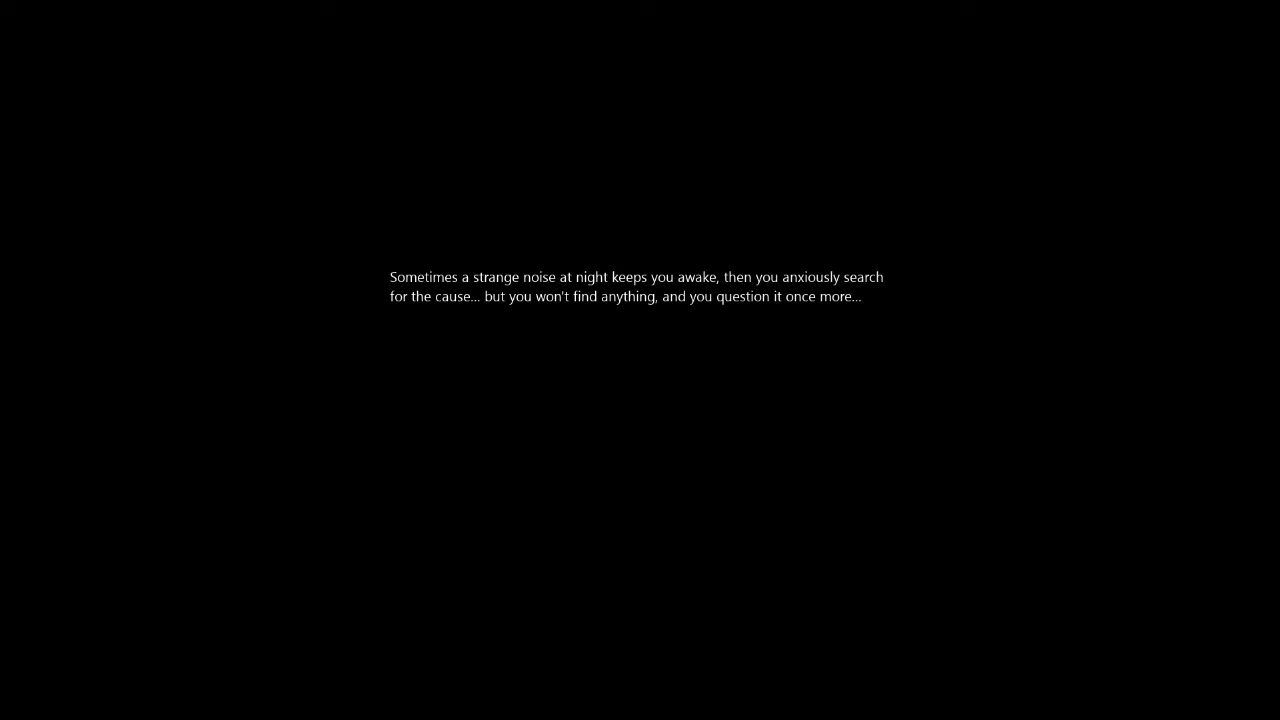 Sometimes a strange noise at night keeps you awake, then you anxiously search
for the cause... but you won't find anything, and you question it once more...